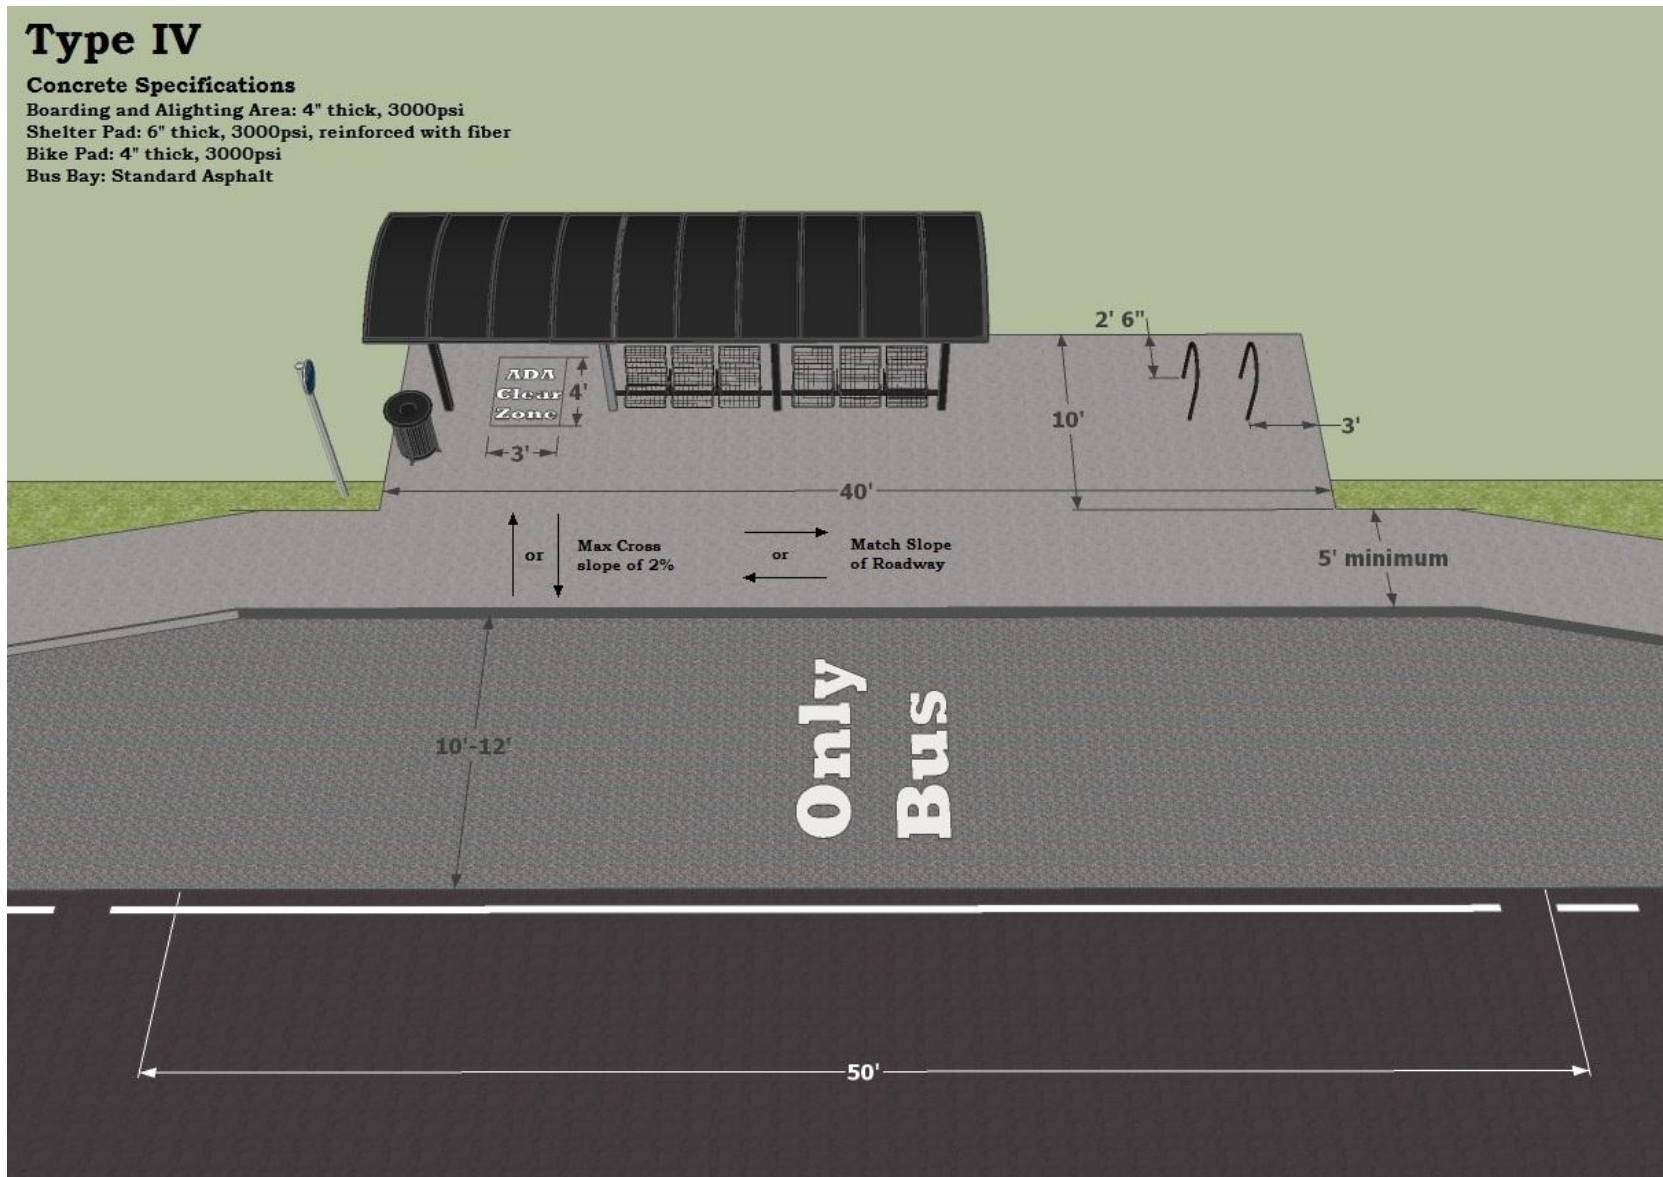 Type IV
Concrete Specifications
Boarding and Alighting Area: 4" thick, 3000psi
Shelter Pad: 6" thick, 3000psi, reinforced with fiber
Bike Pad: 4" thick, 3000psi
Bus Bay: Standard Asphalt
2' 6"
ADA
Clear
Zone
4'
3'
10'
3'
40'
or
Max Cross
slope of 2%
or
Match Slope
of Roadway
5' minimum
10'-12'
Only
Bus
50'